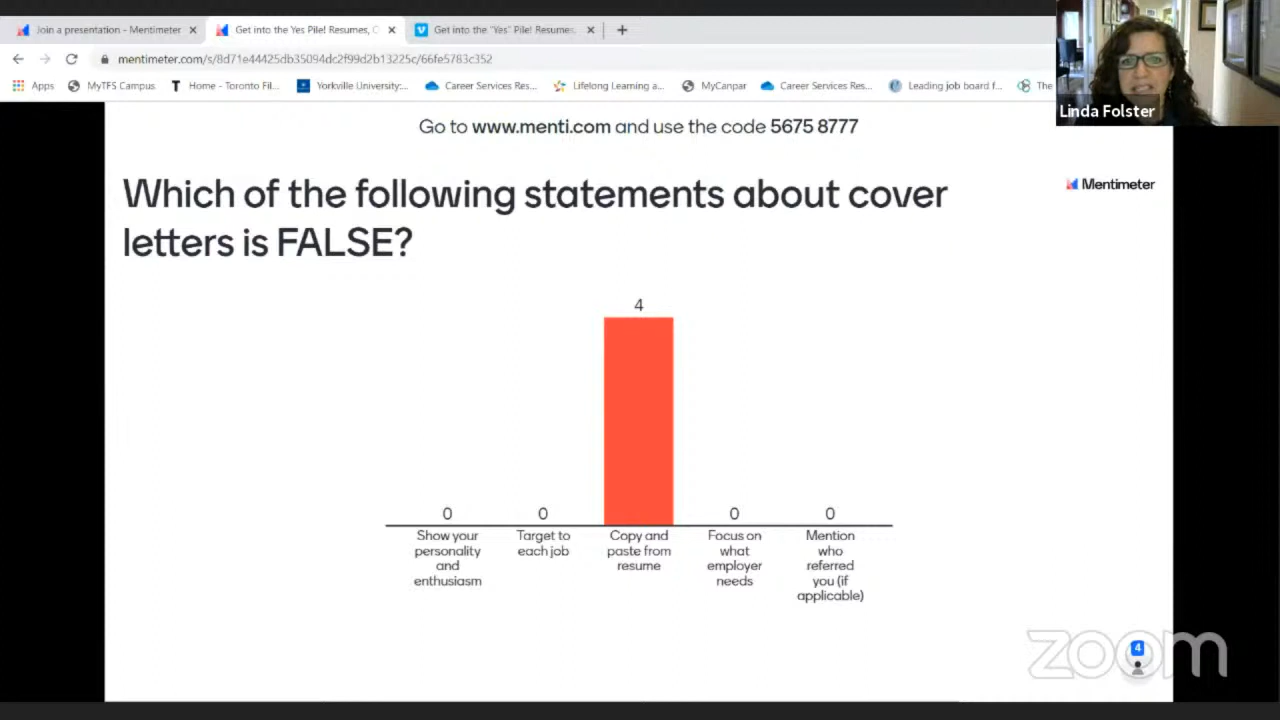 Join a presentation - Mentimeter
Get into the Yes Pile! Resumes, C
Get into the "Yes" Pile! Resumes,
mentimeter.com/s/8d71e44425db35094dc2f99d2b13225c/66fe5783c352
Apps
MyTFS Campus
Home - Toronto Fil...
Yorkville University:...
Career Services Res...
Lifelong Learning a...
MyCanpar
Career Services Res...
Leading job board f...
The
Linda Folster
Go to www.menti.com and use the code 5675 8777
Mentimeter
Which of the following statements about cover
letters is FALSE?
4
0
0
0
0
Show your
personality
and
enthusiasm
Target to
each job
Copy and
paste from
resume
Focus on
what
employer
needs
Mention
who
referred
you (if
applicable)
zoom
4